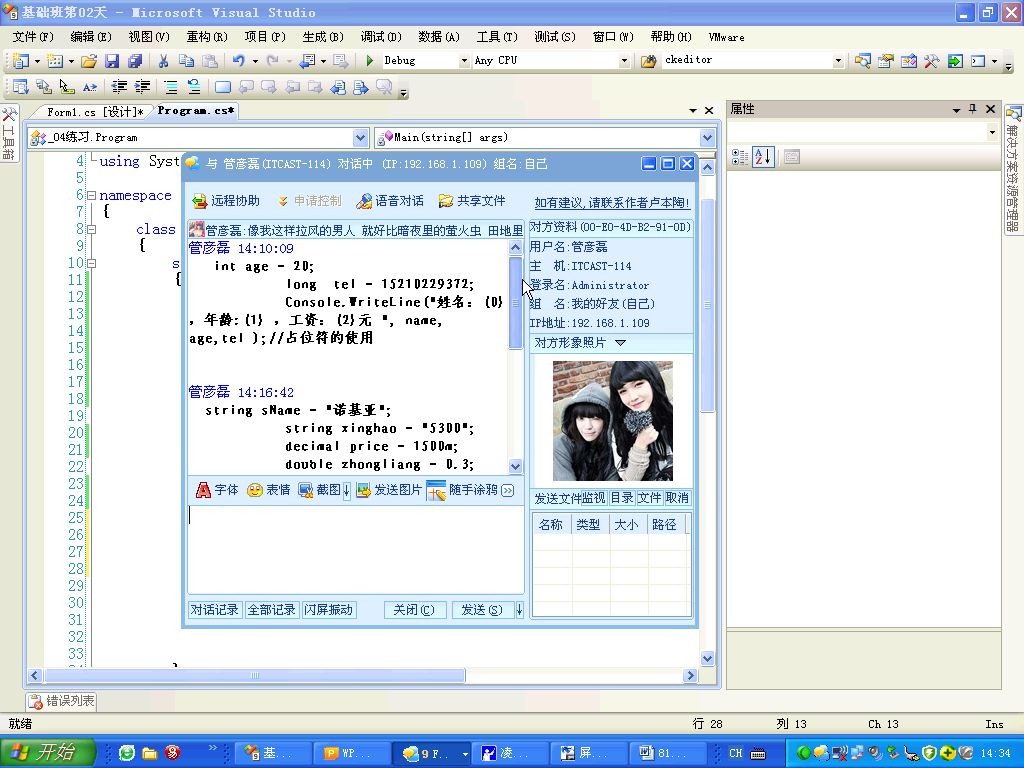 基础班第02天 - Microsoft Visual Studio
文件(F) 编辑(E) 视图(V) 重构(R) 项目(P) 生成(B) 调试(D) 数据(A) 工具(T) 测试(S) 窗口(W) 帮助(H) VMware
Debug Any CPU ckeditor
工具箱
Form1.cs [设计]* Program.cs*
_04练习.Program Main(string[] args)
4 using Syst
5
6 namespace
7 {
8 class
9 {
10 s
11 {
12
13
14
15
16
17
18
19
20
21
22
23
24
25
26
27
28
29
30
31
32
33
与 管彦磊(ITCAST-114) 对话中 (IP:192.168.1.109) 组名:自己
远程协助 申请控制 语音对话 共享文件 如有建议,请联系作者卢本陶!
管彦磊:像我这样拉风的男人 就好比暗夜里的萤火虫 田地里
管彦磊 14:10:09
int age = 20;
long tel = 15210229372;
Console.WriteLine("姓名: {0}
, 年龄: {1} , 工资: {2}元 ", name,
age,tel );//占位符的使用
管彦磊 14:16:42
string sName = "诺基亚";
string xinghao = "5300";
decimal price = 1500m;
double zhongliang = 0.3;
字体 表情 截图 发送图片 随手涂鸦
对话记录 全部记录 闪屏振动 关闭(C) 发送(S)
对方资料(00-E0-4D-B2-91-0D)
用户名:管彦磊
主 机:ITCAST-114
登录名:Administrator
组 名:我的好友(自己)
IP地址:192.168.1.109
对方形象照片
发送文件 监视 目录 文件 取消
名称 类型 大小 路径
属性
解决方案资源管理器
错误列表
就绪 行 28 列 13 Ch 13 Ins
开始 基... WP... 9 F... 凌... 屏... 81... CH 14:34